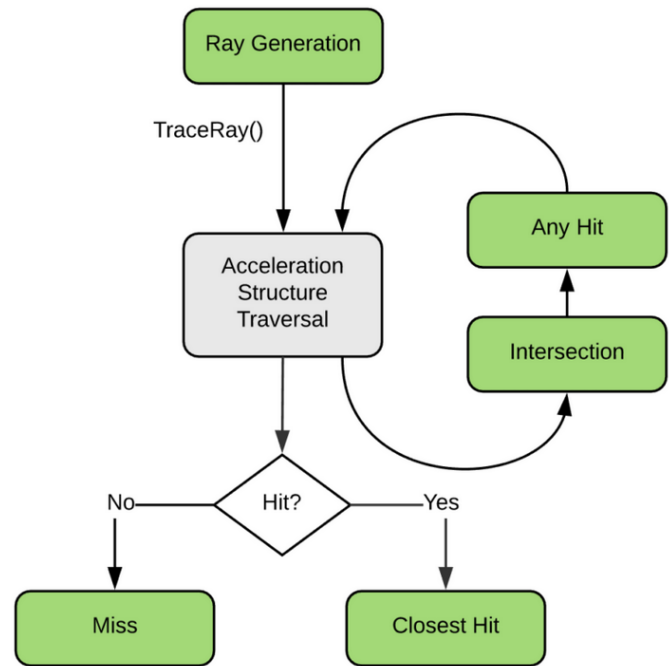 Ray Generation
TraceRay()
Any Hit
Acceleration
Structure
Traversal
Intersection
Hit?
No
Yes
Miss
Closest Hit